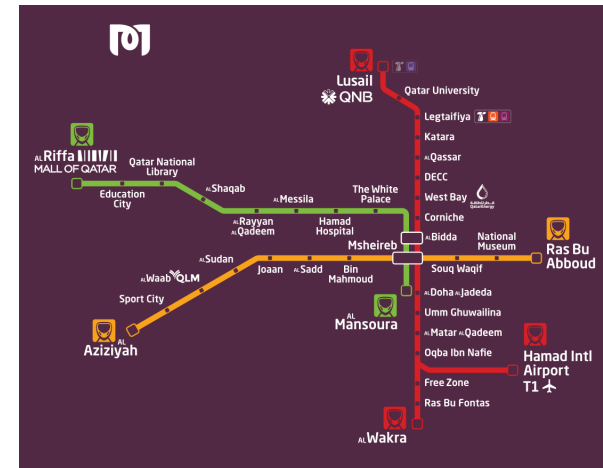 Lusail
QNB
Qatar University
Legtaifiya
Katara
AL Qassar
DECC
West Bay
QatarEnergy
Corniche
AL Bidda
AL Riffa
MALL OF QATAR
Qatar National
Library
Education
City
AL Shaqab
AL Rayyan
AL Qadeem
AL Messila
Hamad
Hospital
The White
Palace
Msheireb
AL
Mansoura
Ras Bu
Abboud
National
Museum
Souq Waqif
Bin
Mahmoud
AL Sadd
Joaan
AL Sudan
AL Waab QLM
Sport City
AL
Aziziyah
AL Doha AL Jadeda
Umm Ghuwailina
AL Matar AL Qadeem
Oqba Ibn Nafie
Hamad Intl
Airport
T1
Free Zone
Ras Bu Fontas
AL Wakra